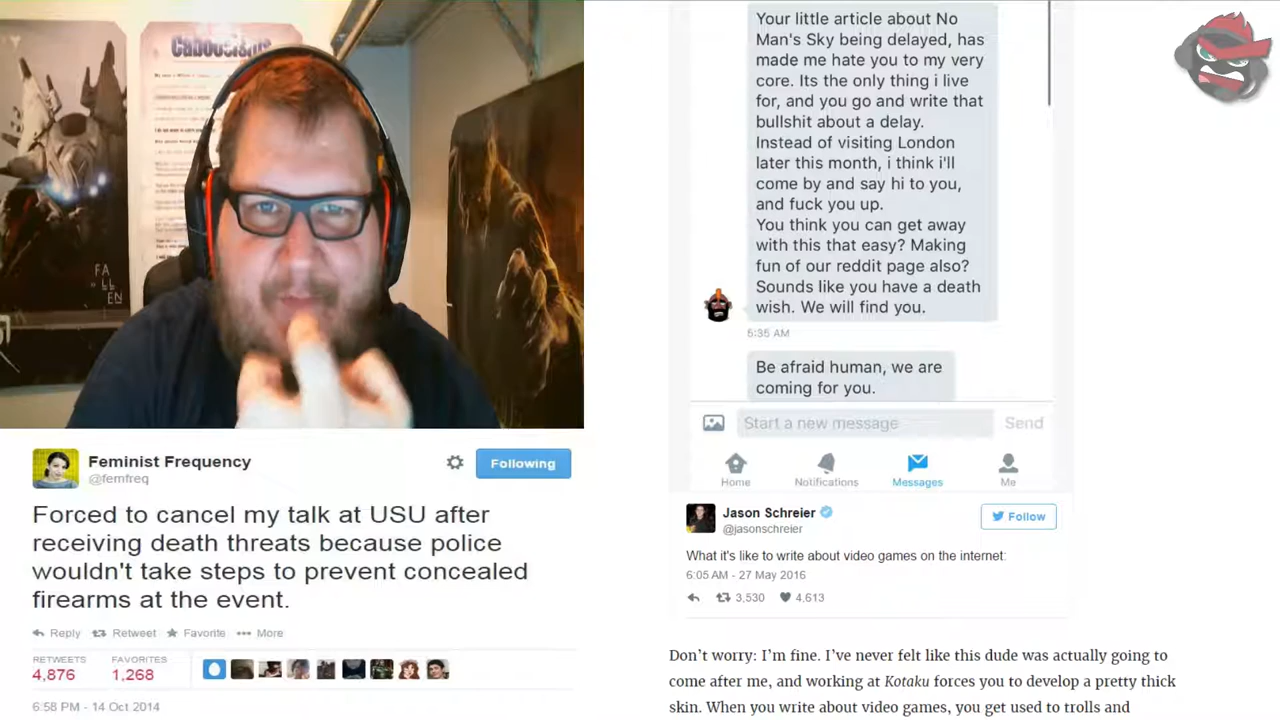 Caboosisms
FA
LL
EN
Feminist Frequency
@femfreq
Following
Forced to cancel my talk at USU after
receiving death threats because police
wouldn't take steps to prevent concealed
firearms at the event.
Reply Retweet Favorite More
RETWEETS FAVORITES
4,876 1,268
6:58 PM - 14 Oct 2014
Your little article about No
Man's Sky being delayed, has
made me hate you to my very
core. Its the only thing i live
for, and you go and write that
bullshit about a delay.
Instead of visiting London
later this month, i think i'll
come by and say hi to you,
and fuck you up.
You think you can get away
with this that easy? Making
fun of our reddit page also?
Sounds like you have a death
wish. We will find you.
5:35 AM
Be afraid human, we are
coming for you.
Start a new message Send
Home Notifications Messages Me
Jason Schreier
@jasonschreier
Follow
What it's like to write about video games on the internet:
6:05 AM - 27 May 2016
3,530 4,613
Don't worry: I'm fine. I've never felt like this dude was actually going to
come after me, and working at Kotaku forces you to develop a pretty thick
skin. When you write about video games, you get used to trolls and